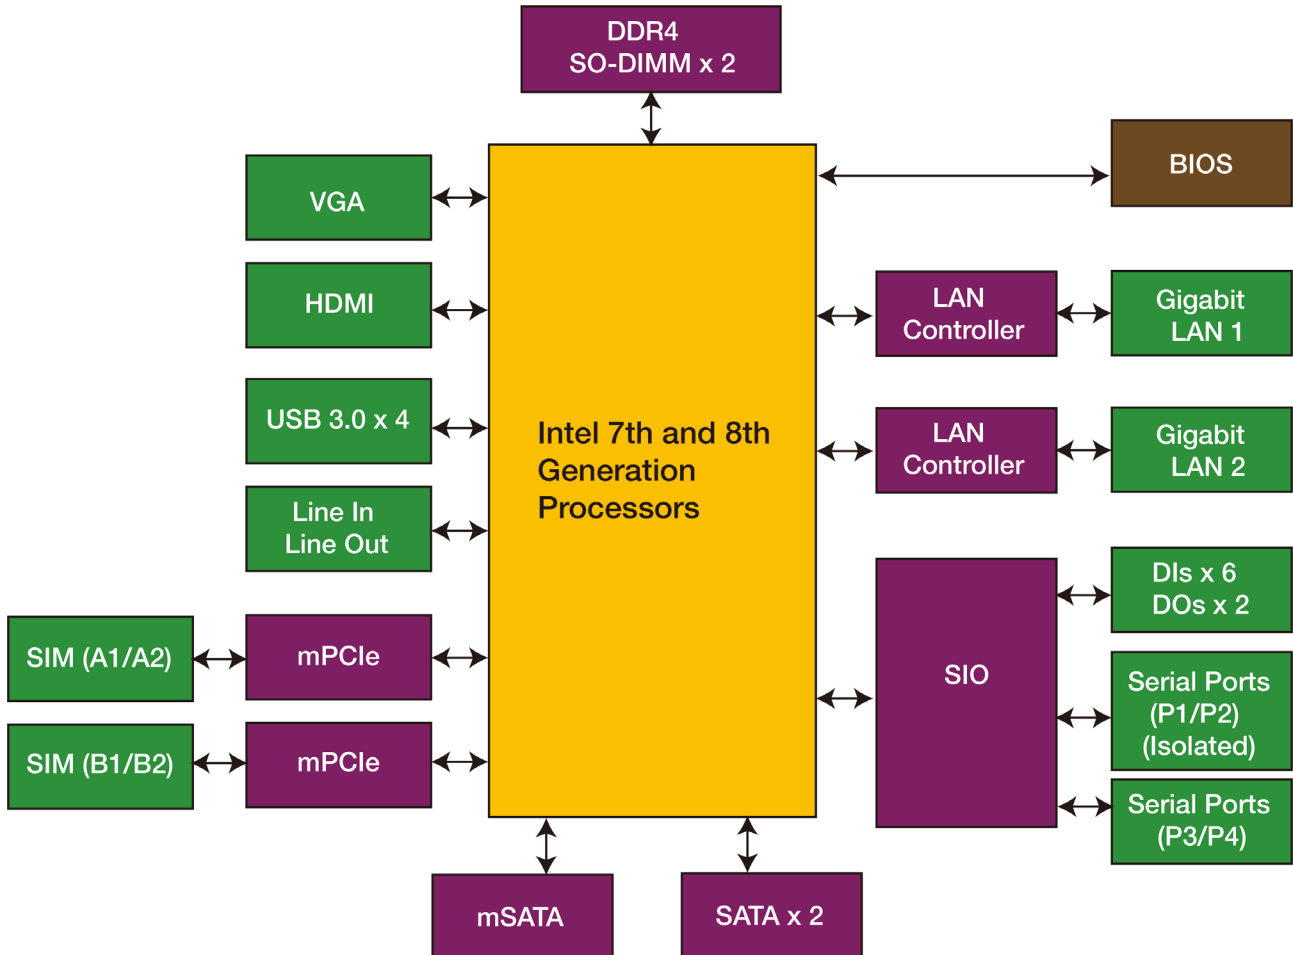 DDR4
SO-DIMM x 2
BIOS
VGA
HDMI
USB 3.0 x 4
Line In
Line Out
SIM (A1/A2)
mPCIe
SIM (B1/B2)
mPCIe
Intel 7th and 8th
Generation
Processors
LAN
Controller
Gigabit
LAN 1
LAN
Controller
Gigabit
LAN 2
SIO
DIs x 6
DOs x 2
Serial Ports
(P1/P2)
(Isolated)
Serial Ports
(P3/P4)
mSATA
SATA x 2